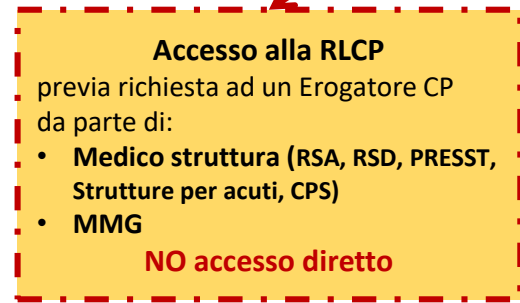 Accesso alla RLCP
previa richiesta ad un Erogatore CP
da parte di:
• Medico struttura (RSA, RSD, PRESST,
Strutture per acuti, CPS)
• MMG
NO accesso diretto